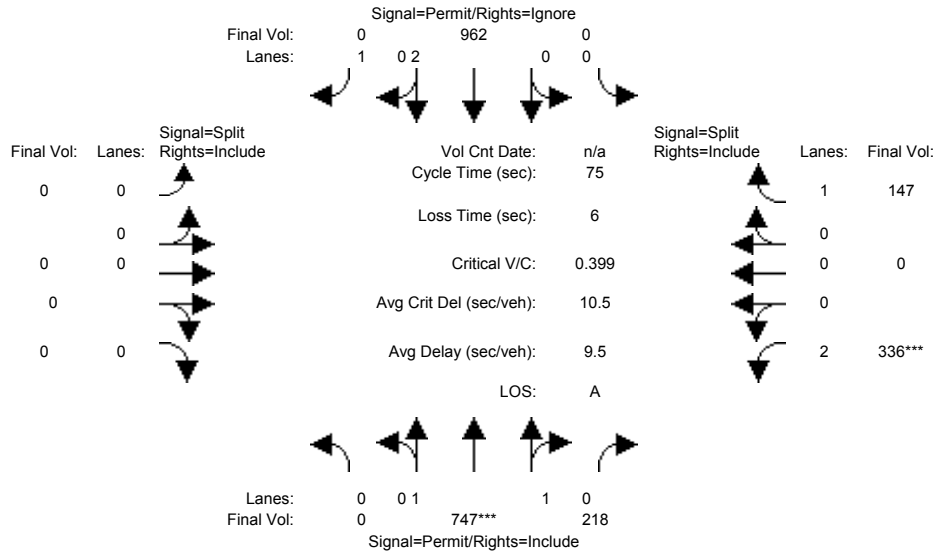 Signal=Permit/Rights=Ignore
Final Vol: 0 962 0
Lanes: 1 0 2 0 0
Signal=Split Signal=Split
Final Vol: Lanes: Rights=Include Vol Cnt Date: n/a Rights=Include Lanes: Final Vol:
Cycle Time (sec): 75
0 0 1 147
Loss Time (sec): 6
0 0
0 0 Critical V/C: 0.399 0 0
0 Avg Crit Del (sec/veh): 10.5 0
0 0 Avg Delay (sec/veh): 9.5 2 336***
LOS: A
Lanes: 0 0 1 1 0
Final Vol: 0 747*** 218
Signal=Permit/Rights=Include